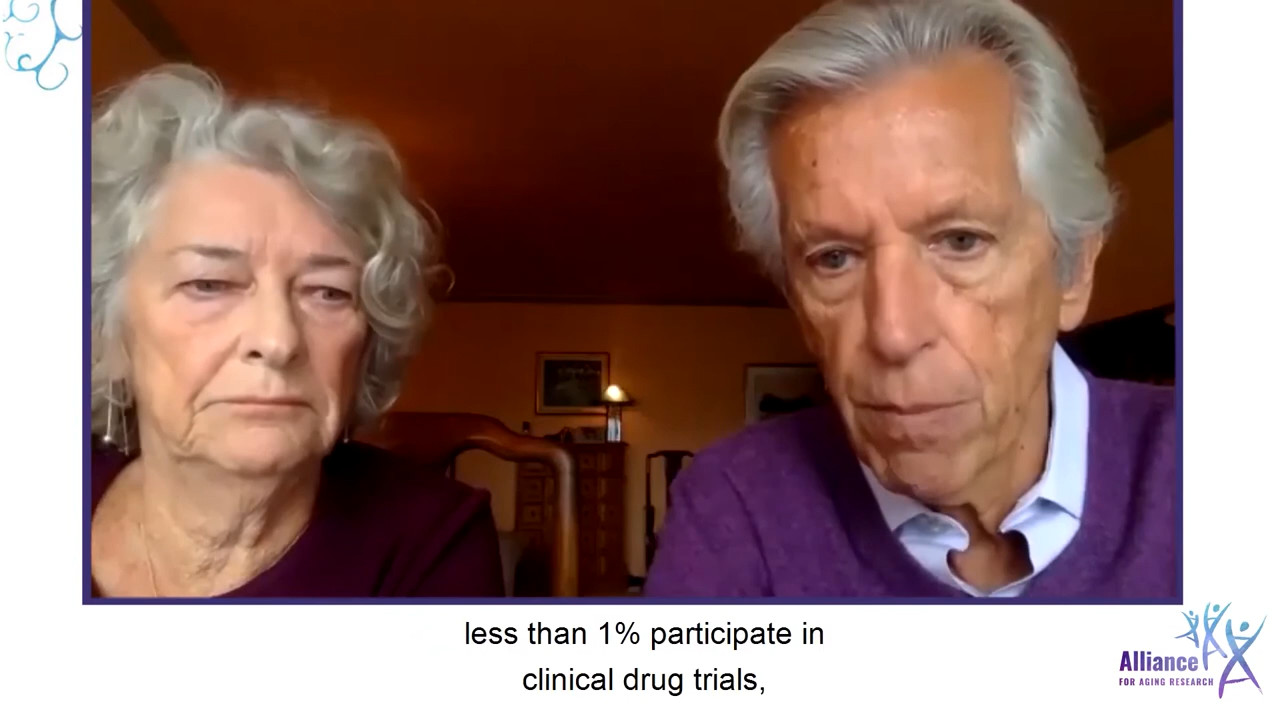 less than 1% participate in
clinical drug trials,
Alliance
FOR AGING RESEARCH